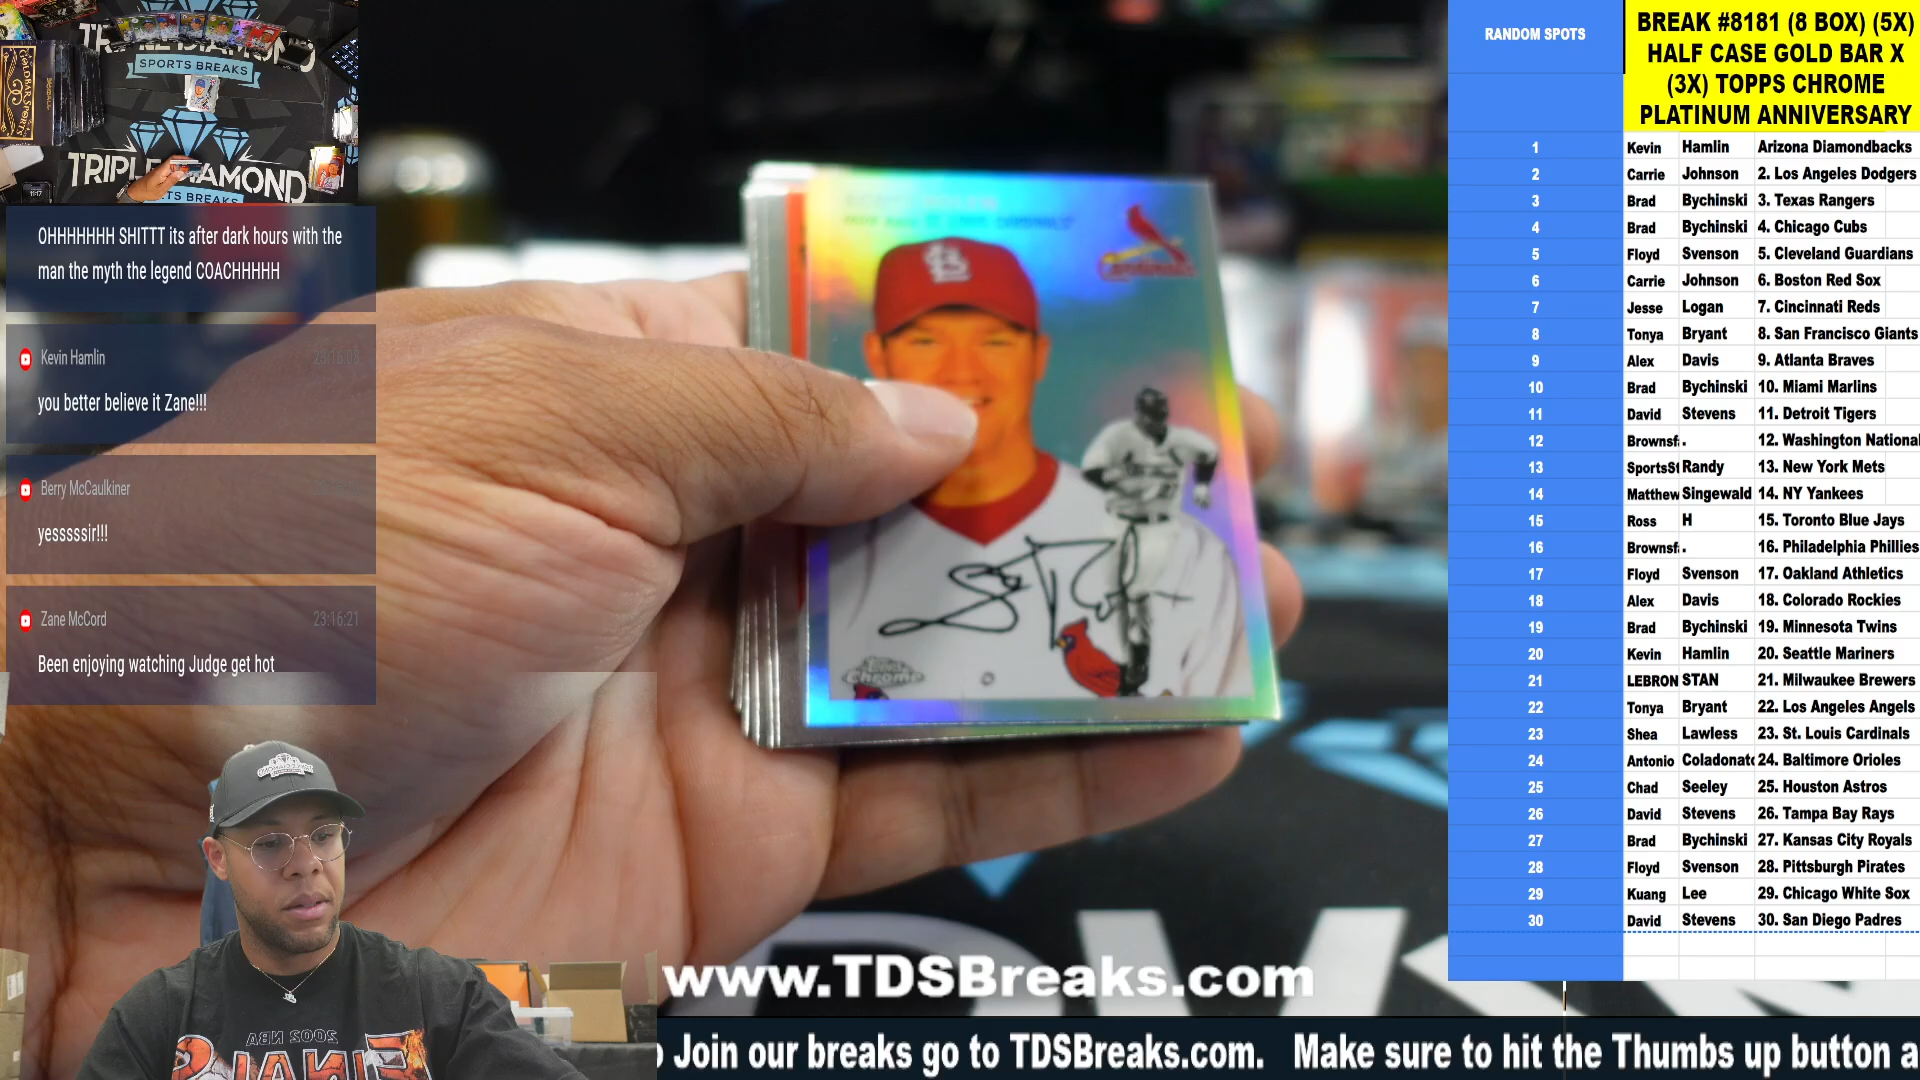 TRIPLE DIAMOND
SPORTS BREAKS
TRIPLE DIAMOND
OHHHHHHH SHITTT its after dark hours with the
man the myth the legend COACHHHHH
Kevin Hamlin
you better believe it Zane!!!
Berry McCaulkiner
yesssssir!!!
Zane McCord 23:16:21
Been enjoying watching Judge get hot
Cardinals
Topps
Chrome
2002 NBA
FINALS
www.TDSBreaks.com
Join our breaks go to TDSBreaks.com. Make sure to hit the Thumbs up button a
RANDOM SPOTS
BREAK #8181 (8 BOX) (5X)
HALF CASE GOLD BAR X
(3X) TOPPS CHROME
PLATINUM ANNIVERSARY
1 Kevin Hamlin Arizona Diamondbacks
2 Carrie Johnson 2. Los Angeles Dodgers
3 Brad Bychinski 3. Texas Rangers
4 Brad Bychinski 4. Chicago Cubs
5 Floyd Svenson 5. Cleveland Guardians
6 Carrie Johnson 6. Boston Red Sox
7 Jesse Logan 7. Cincinnati Reds
8 Tonya Bryant 8. San Francisco Giants
9 Alex Davis 9. Atlanta Braves
10 Brad Bychinski 10. Miami Marlins
11 David Stevens 11. Detroit Tigers
12 Brownsf . 12. Washington Nationa
13 SportsSt Randy 13. New York Mets
14 Matthew Singewald 14. NY Yankees
15 Ross H 15. Toronto Blue Jays
16 Brownsf . 16. Philadelphia Phillies
17 Floyd Svenson 17. Oakland Athletics
18 Alex Davis 18. Colorado Rockies
19 Brad Bychinski 19. Minnesota Twins
20 Kevin Hamlin 20. Seattle Mariners
21 LEBRON STAN 21. Milwaukee Brewers
22 Tonya Bryant 22. Los Angeles Angels
23 Shea Lawless 23. St. Louis Cardinals
24 Antonio Coladonato 24. Baltimore Orioles
25 Chad Seeley 25. Houston Astros
26 David Stevens 26. Tampa Bay Rays
27 Brad Bychinski 27. Kansas City Royals
28 Floyd Svenson 28. Pittsburgh Pirates
29 Kuang Lee 29. Chicago White Sox
30 David Stevens 30. San Diego Padres